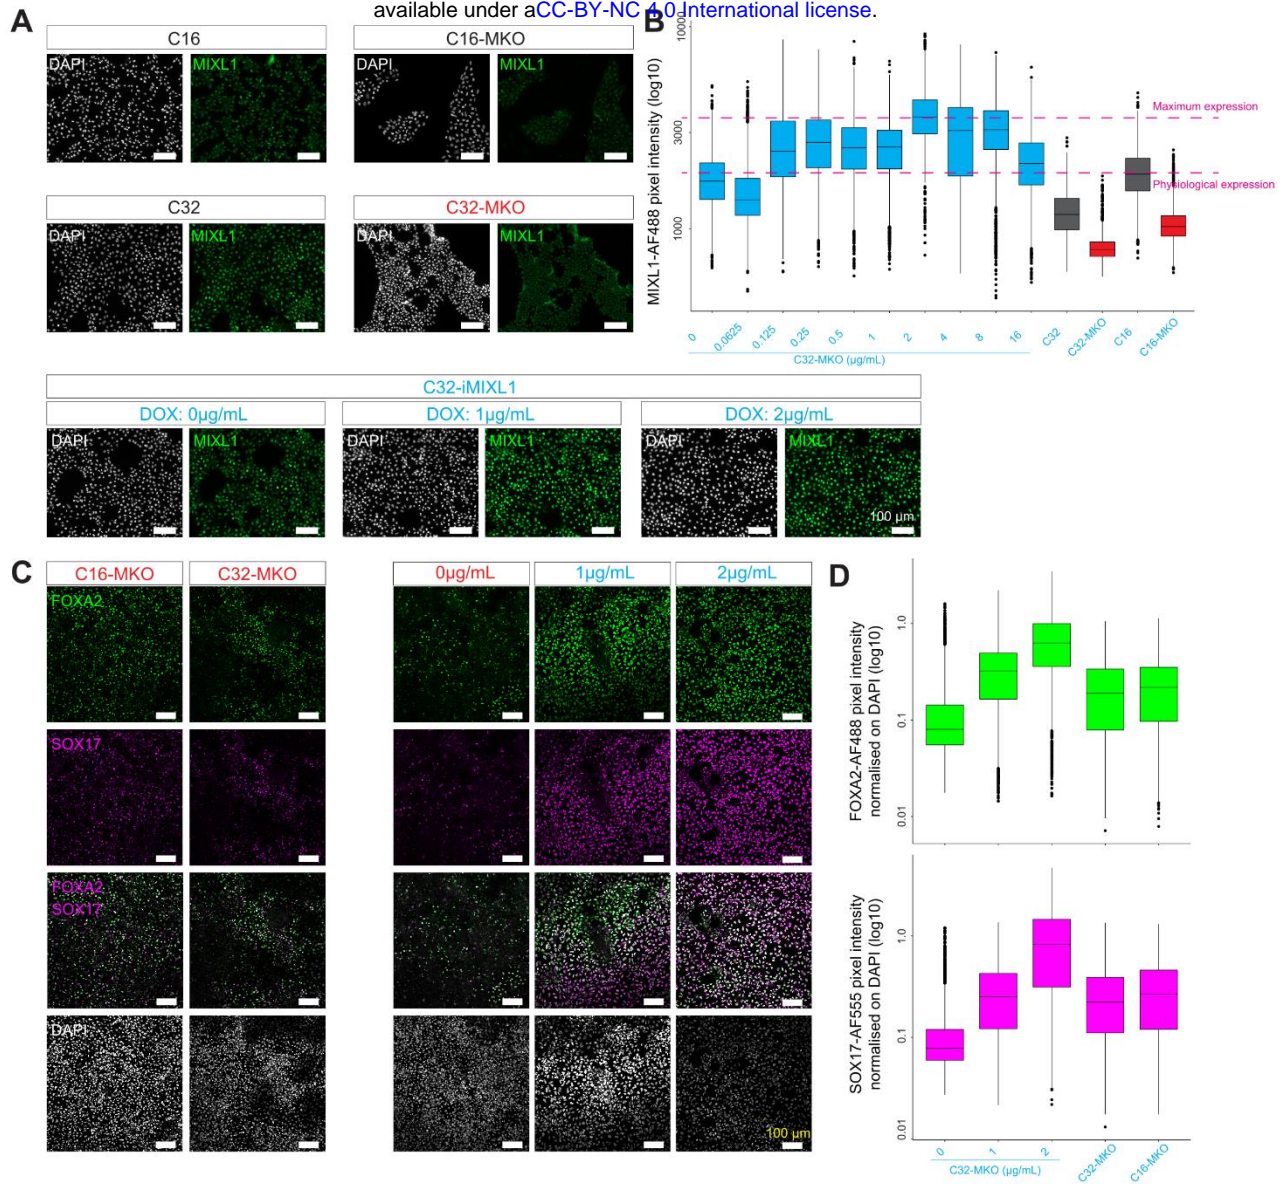 available under aCC-BY-NC 4.0 International license.
A
C16
C16-MKO
DAPI
MIXL1
DAPI
MIXL1
C32
C32-MKO
DAPI
MIXL1
DAPI
MIXL1
C32-iMIXL1
DOX: 0µg/mL
DOX: 1µg/mL
DOX: 2µg/mL
DAPI
MIXL1
DAPI
MIXL1
DAPI
MIXL1
100 µm
B
MIXL1-AF488 pixel intensity (log10)
10000
3000
1000
Maximum expression
Physiological expression
0
0.0625
0.125
0.25
0.5
1
2
4
8
16
C32
C32-MKO
C16
C16-MKO
C32-MKO (µg/mL)
C
C16-MKO
C32-MKO
0µg/mL
1µg/mL
2µg/mL
FOXA2
SOX17
FOXA2
SOX17
DAPI
100 µm
D
FOXA2-AF488 pixel intensity
normalised on DAPI (log10)
1.0
0.1
0.01
SOX17-AF555 pixel intensity
normalised on DAPI (log10)
1.0
0.1
0.01
0
1
2
C32-MKO
C16-MKO
C32-MKO (µg/mL)